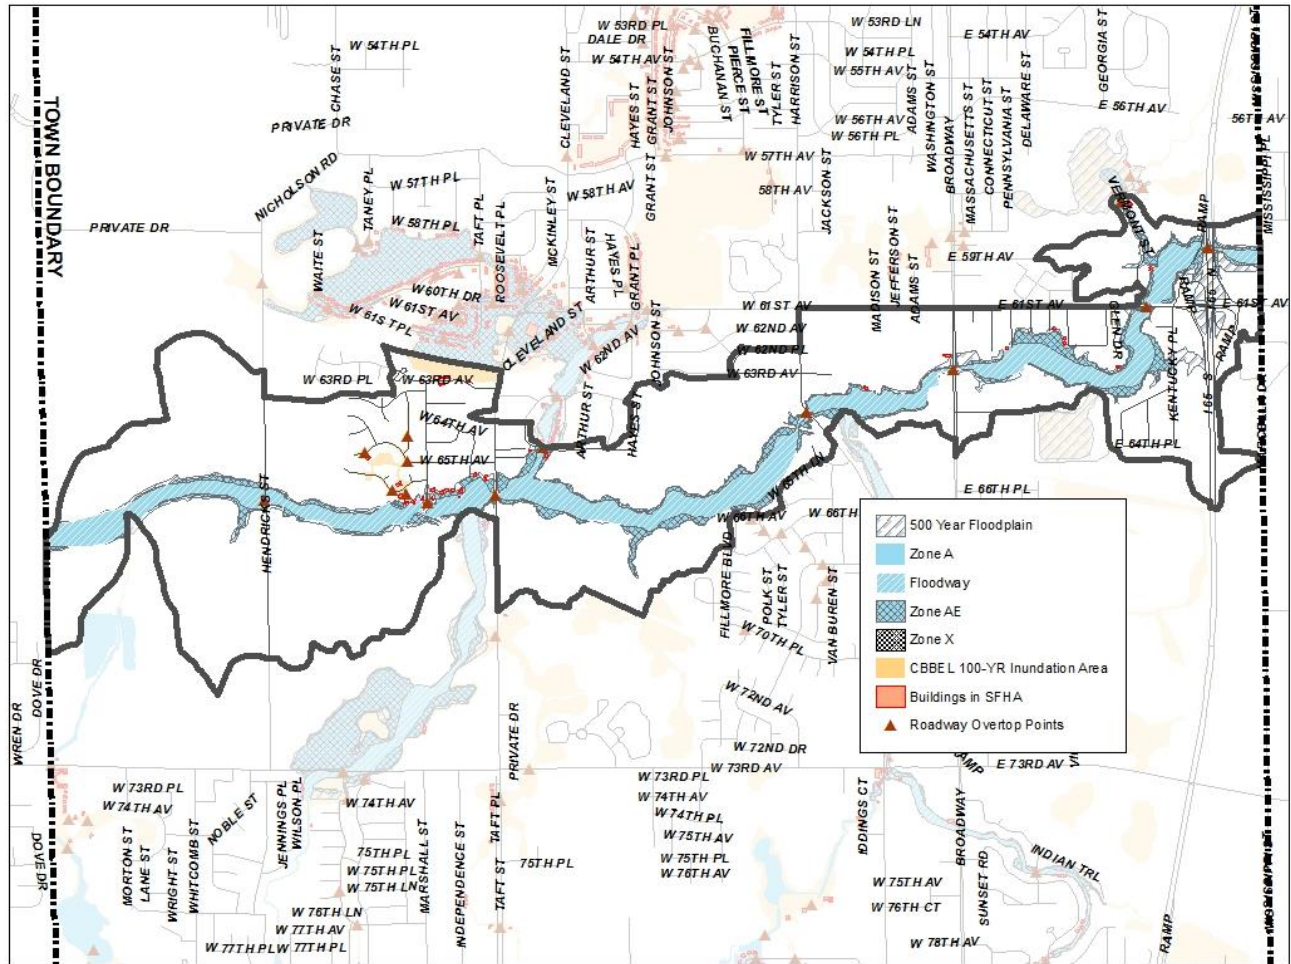 W 53RD PL
DALE DR
W 54TH AV
W 54TH PL
CHASE ST
CLEVELAND ST
HAYES ST
GRANT ST
JOHNSON ST
BUCHANAN ST
PIERCE ST
FILLMORE ST
TYLER ST
HARRISON ST
W 53RD LN
W 54TH PL
W 55TH AV
ADAMS ST
W 56TH AV
W 56TH PL
WASHINGTON ST
BROADWAY
MASSACHUSETTS ST
CONNECTICUT ST
PENNSYLVANIA ST
DELAWARE ST
E 54TH AV
GEORGIA ST
E 56TH AV
56TH AV
MISSISSIPPI PL
TOWN BOUNDARY
PRIVATE DR
NICHOLSON RD
PRIVATE DR
TANEY PL
W 57TH PL
W 58TH PL
TAFT PL
ROOSEVELT PL
MCKINLEY ST
W 58TH AV
GRANT ST
W 57TH AV
58TH AV
JACKSON ST
WAITE ST
W 60TH DR
W 61ST AV
W 61ST PL
ARTHUR ST
HAYES PL
GRANT PL
MADISON ST
JEFFERSON ST
ADAMS ST
E 59TH AV
VERMONT ST
RAMP
RAMP
I65 N
E 61ST AV
E 61ST AV
GLEN DR
RAMP
KENTUCKY PL
I65 S
CLEVELAND ST
W 62ND AV
JOHNSON ST
W 61ST AV
W 62ND AV
W 62ND PL
W 63RD AV
W 63RD PL
W 63RD AV
W 64TH AV
W 65TH AV
ARTHUR ST
HAYES ST
E 64TH PL
HENDRICKS ST
W 65TH LN
W 66TH AV
W 66TH
E 66TH PL
FILLMORE BLVD
POLK ST
TYLER ST
VAN BUREN ST
W 70TH PL
W 72ND AV
W 72ND DR
W 73RD AV
E 73RD AV
500 Year Floodplain
Zone A
Floodway
Zone AE
Zone X
CBBEL 100-YR Inundation Area
Buildings in SFHA
Roadway Overtop Points
WREN DR
DOVE DR
DOVE DR
W 73RD PL
W 74TH AV
MORTON ST
LANE ST
WRIGHT ST
WHITCOMB ST
NOBLE ST
JENNINGS PL
WILSON PL
W 74TH AV
75TH PL
W 75TH PL
W 75TH LN
W 76TH LN
W 77TH AV
W 77TH PL
W 77TH PL
MARSHALL ST
INDEPENDENCE ST
TAFT PL
TAFT ST
PRIVATE DR
75TH PL
W 73RD PL
W 74TH AV
W 74TH PL
W 75TH AV
W 75TH PL
W 76TH AV
IDDINGS CT
BROADWAY
SUNSET RD
INDIAN TRL
W 75TH AV
W 76TH CT
W 78TH AV
RAMP